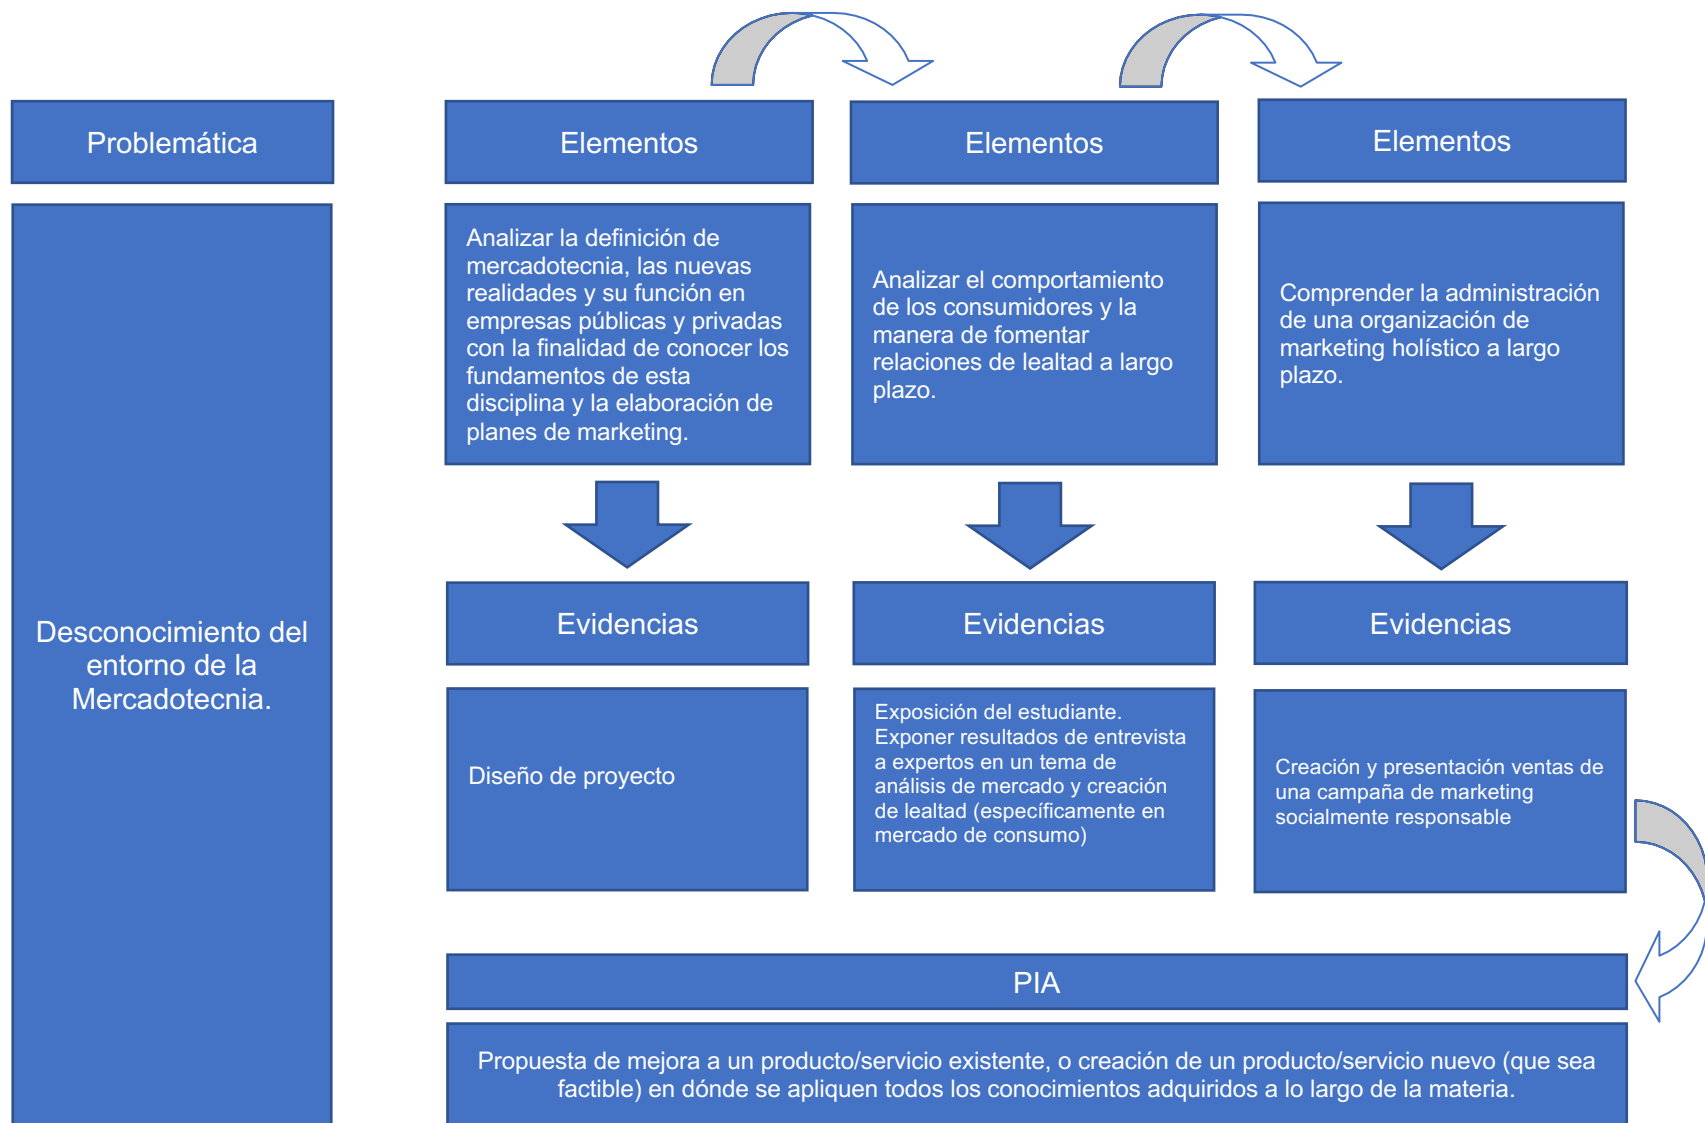 Problemática
Desconocimiento del
entorno de la
Mercadotecnia.
Elementos
Analizar la definición de
mercadotecnia, las nuevas
realidades y su función en
empresas públicas y privadas
con la finalidad de conocer los
fundamentos de esta
disciplina y la elaboración de
planes de marketing.
Evidencias
Diseño de proyecto
Elementos
Analizar el comportamiento
de los consumidores y la
manera de fomentar
relaciones de lealtad a largo
plazo.
Evidencias
Exposición del estudiante.
Exponer resultados de entrevista
a expertos en un tema de
análisis de mercado y creación
de lealtad (específicamente en
mercado de consumo)
Elementos
Comprender la administración
de una organización de
marketing holístico a largo
plazo.
Evidencias
Creación y presentación ventas de
una campaña de marketing
socialmente responsable
PIA
Propuesta de mejora a un producto/servicio existente, o creación de un producto/servicio nuevo (que sea
factible) en dónde se apliquen todos los conocimientos adquiridos a lo largo de la materia.